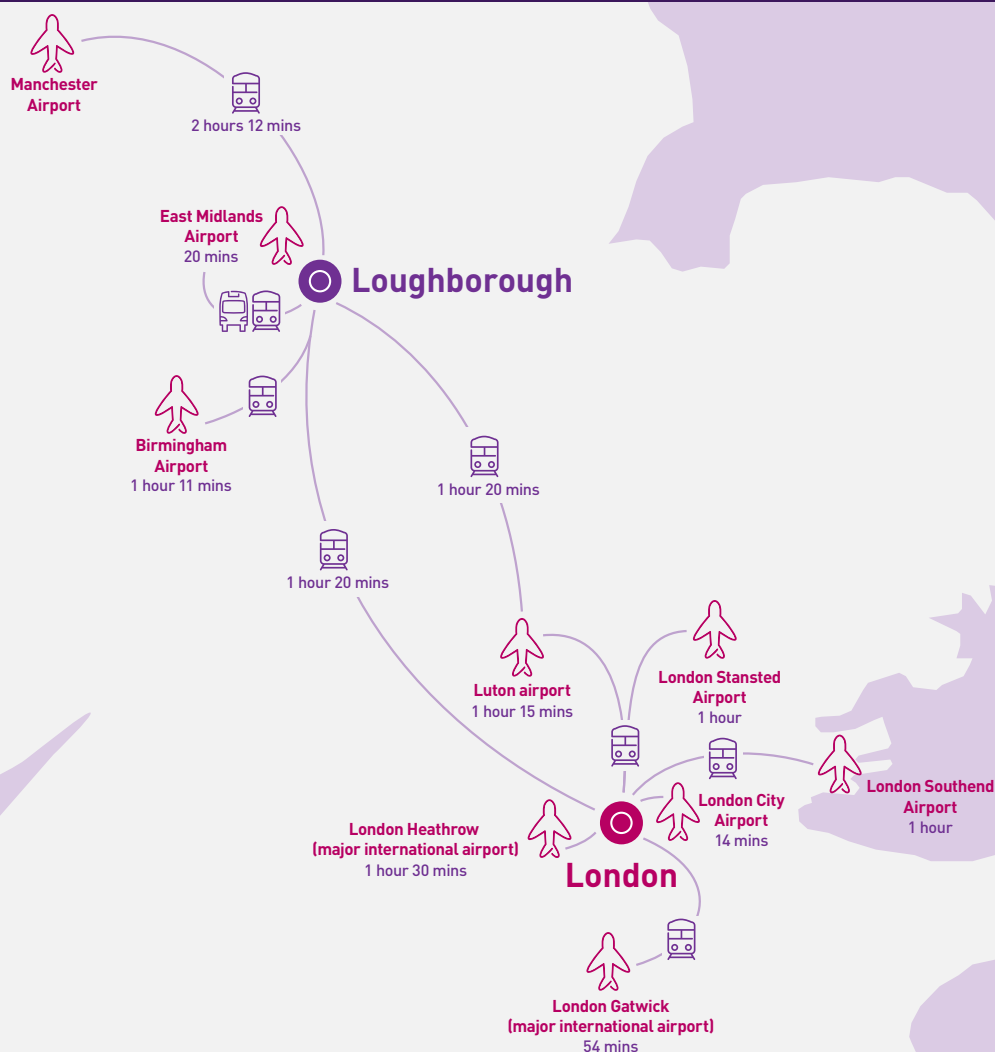 Manchester
Airport
2 hours 12 mins
East Midlands
Airport
20 mins
Loughborough
Birmingham
Airport
1 hour 11 mins
1 hour 20 mins
1 hour 20 mins
Luton airport
1 hour 15 mins
London Stansted
Airport
1 hour
London Southend
Airport
1 hour
London City
Airport
14 mins
London Heathrow
(major international airport)
1 hour 30 mins
London
London Gatwick
(major international airport)
54 mins